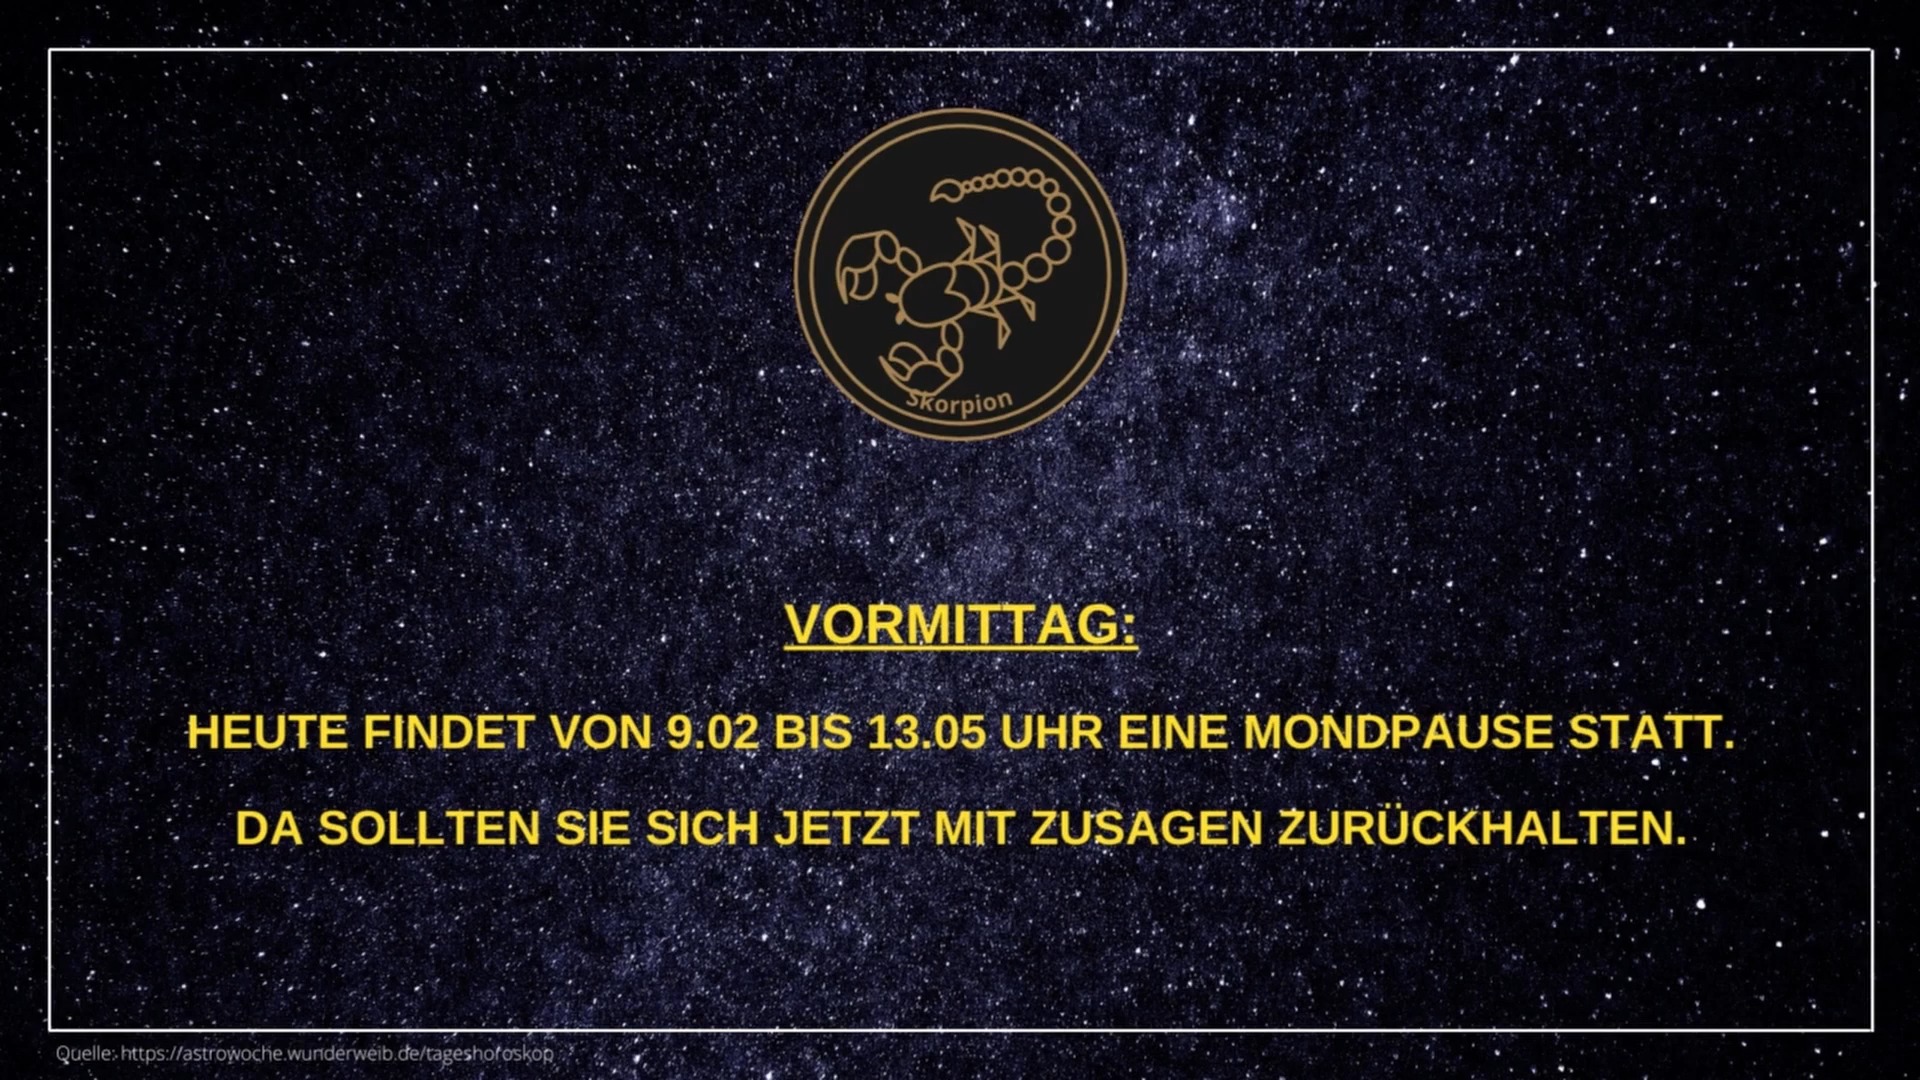 Skorpion
VORMITTAG:
HEUTE FINDET VON 9.02 BIS 13.05 UHR EINE MONDPAUSE STATT.
DA SOLLTEN SIE SICH JETZT MIT ZUSAGEN ZURÜCKHALTEN.
Quelle: https://astrowoche.wunderweib.de/tageshoroskop